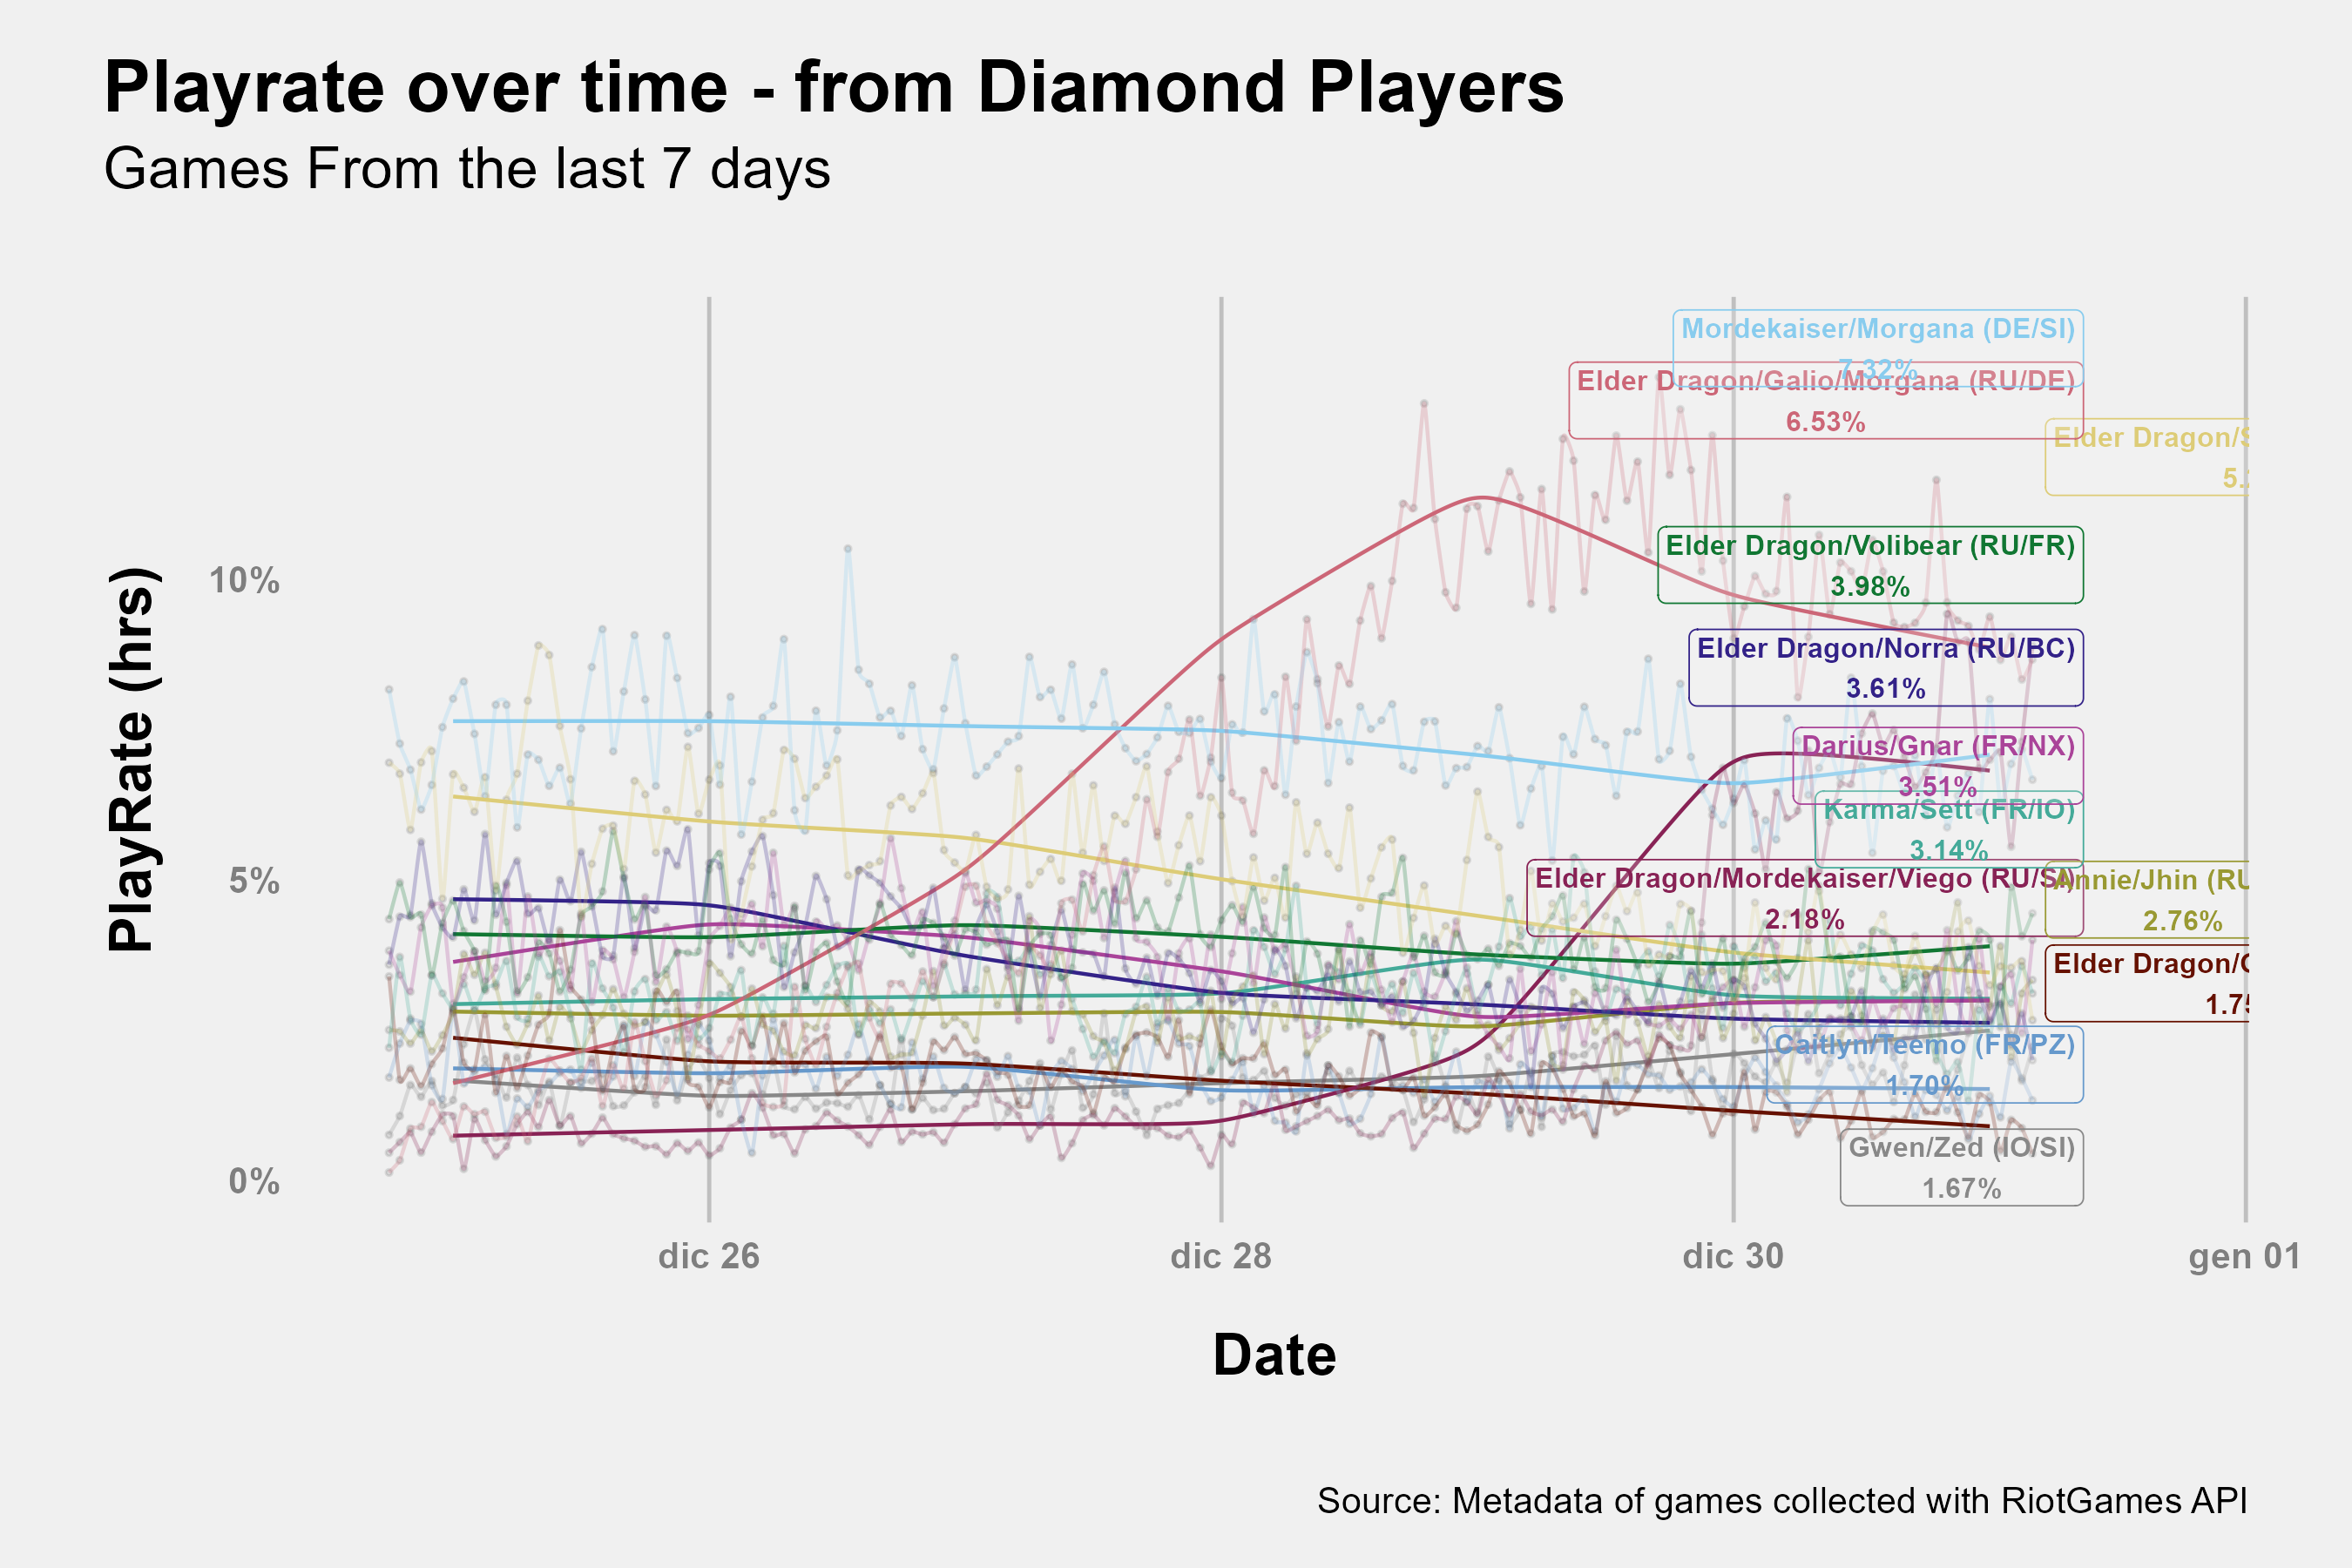 Playrate over time - from Diamond Players
Games From the last 7 days
PlayRate (hrs)
10%
5%
0%
Mordekaiser/Morgana (DE/SI)
7.32%
Elder Dragon/Galio/Morgana (RU/DE)
6.53%
Elder Dragon/S
5.
Elder Dragon/Volibear (RU/FR)
3.98%
Elder Dragon/Norra (RU/BC)
3.61%
Darius/Gnar (FR/NX)
3.51%
Karma/Sett (FR/IO)
3.14%
Elder Dragon/Mordekaiser/Viego (RU/SI)
2.18%
Annie/Jhin (RU
2.76%
Elder Dragon/
1.75
Caitlyn/Teemo (FR/PZ)
1.70%
Gwen/Zed (IO/SI)
1.67%
dic 26
dic 28
dic 30
gen 01
Date
Source: Metadata of games collected with RiotGames API